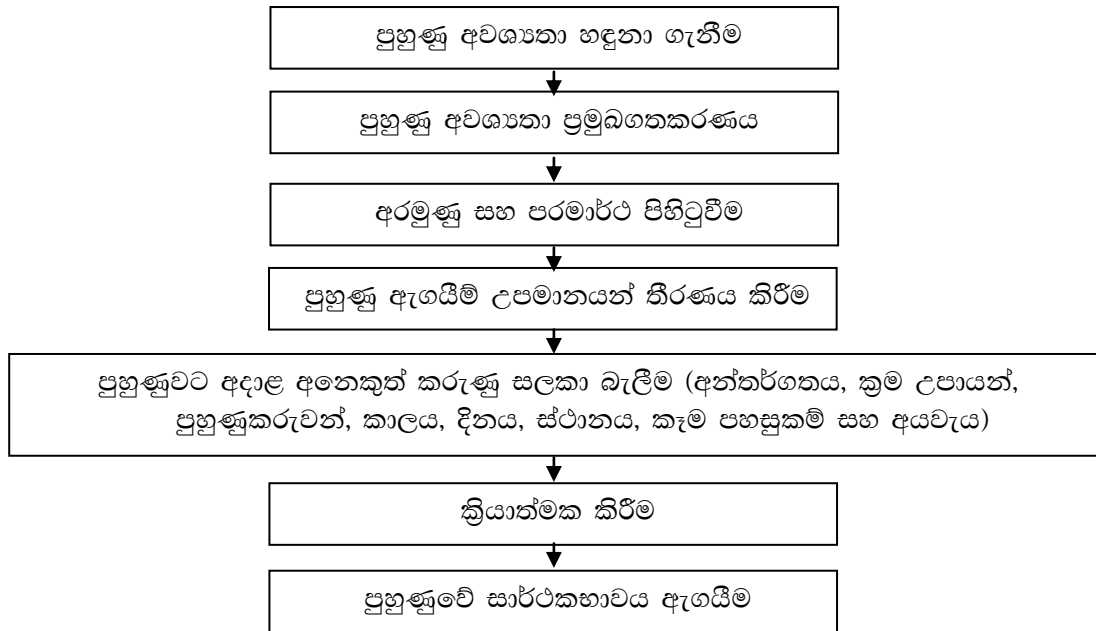 පුහුණු අවශ්‍යතා හඳුනා ගැනීම
පුහුණු අවශ්‍යතා ප්‍රමුඛගතකරණය
අරමුණු සහ පරමාර්ථ පිහිටුවීම
පුහුණු ඇගයීම් උපමානයන් තීරණය කිරීම
පුහුණුවට අදාළ අනෙකුත් කරුණු සලකා බැලීම (අන්තර්ගතය, ක්‍රම උපායන්,
පුහුණුකරුවන්, කාලය, දිනය, ස්ථානය, කෑම පහසුකම් සහ අයවැය)
ක්‍රියාත්මක කිරීම
පුහුණුවේ සාර්ථකභාවය ඇගයීම